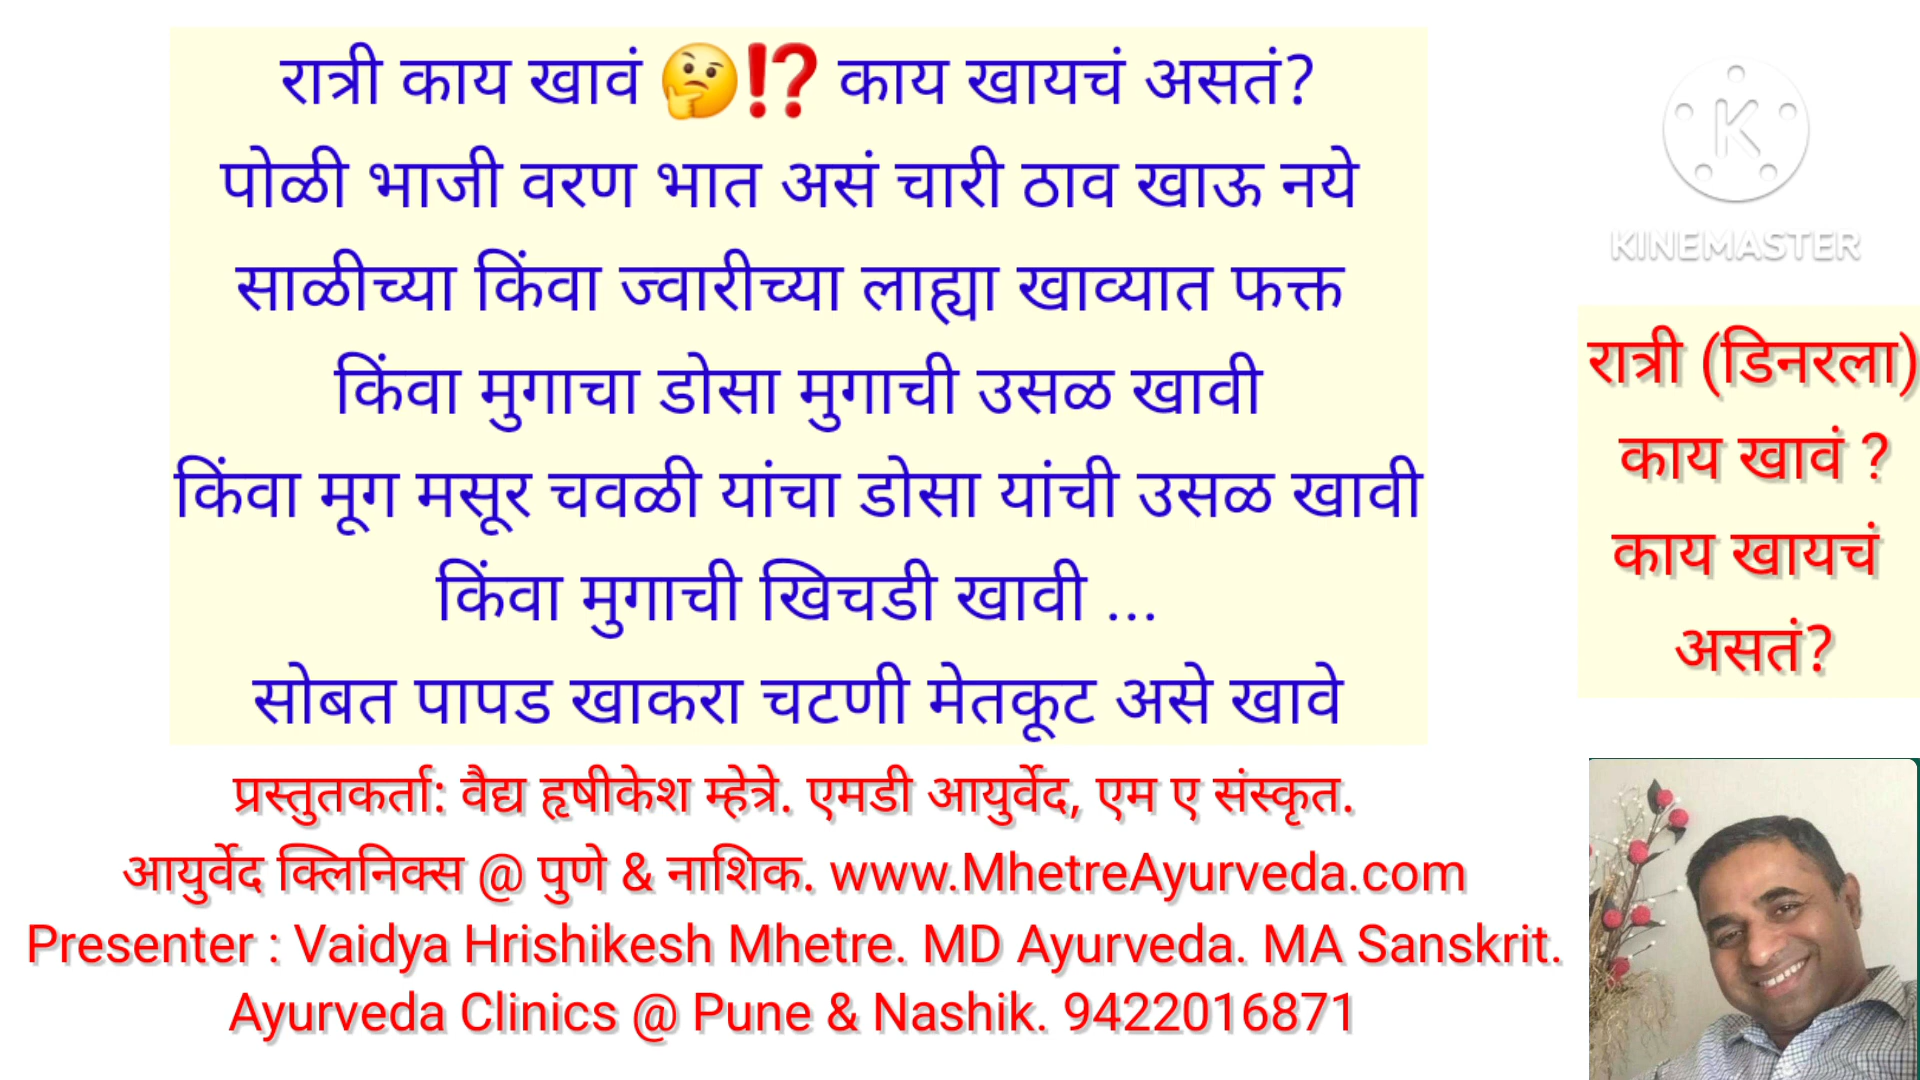 रात्री काय खावं 🤔⁉️ काय खायचं असतं?
पोळी भाजी वरण भात असं चारी ठाव खाऊ नये
साळीच्या किंवा ज्वारीच्या लाह्या खाव्यात फक्त
किंवा मुगाचा डोसा मुगाची उसळ खावी
किंवा मूग मसूर चवळी यांचा डोसा यांची उसळ खावी
किंवा मुगाची खिचडी खावी ...
सोबत पापड खाकरा चटणी मेतकूट असे खावे
प्रस्तुतकर्ता: वैद्य हृषीकेश म्हेत्रे. एमडी आयुर्वेद, एम ए संस्कृत.
आयुर्वेद क्लिनिक्स @ पुणे & नाशिक. www.MhetreAyurveda.com
Presenter : Vaidya Hrishikesh Mhetre. MD Ayurveda. MA Sanskrit.
Ayurveda Clinics @ Pune & Nashik. 9422016871
K
KINEMASTER
रात्री (डिनरला)
काय खावं ?
काय खायचं
असतं?